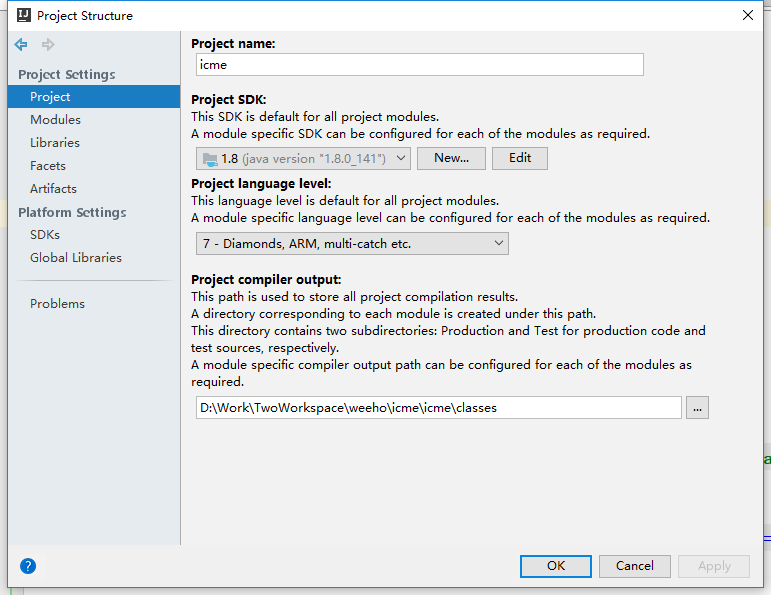 IJ Project Structure
Project Settings
Project
Modules
Libraries
Facets
Artifacts
Platform Settings
SDKs
Global Libraries
Problems
Project name:
icme
Project SDK:
This SDK is default for all project modules.
A module specific SDK can be configured for each of the modules as required.
1.8 (java version "1.8.0_141")
New...
Edit
Project language level:
This language level is default for all project modules.
A module specific language level can be configured for each of the modules as required.
7 - Diamonds, ARM, multi-catch etc.
Project compiler output:
This path is used to store all project compilation results.
A directory corresponding to each module is created under this path.
This directory contains two subdirectories: Production and Test for production code and
test sources, respectively.
A module specific compiler output path can be configured for each of the modules as
required.
D:\Work\TwoWorkspace\weeho\icme\icme\classes
...
?
OK
Cancel
Apply
a
=